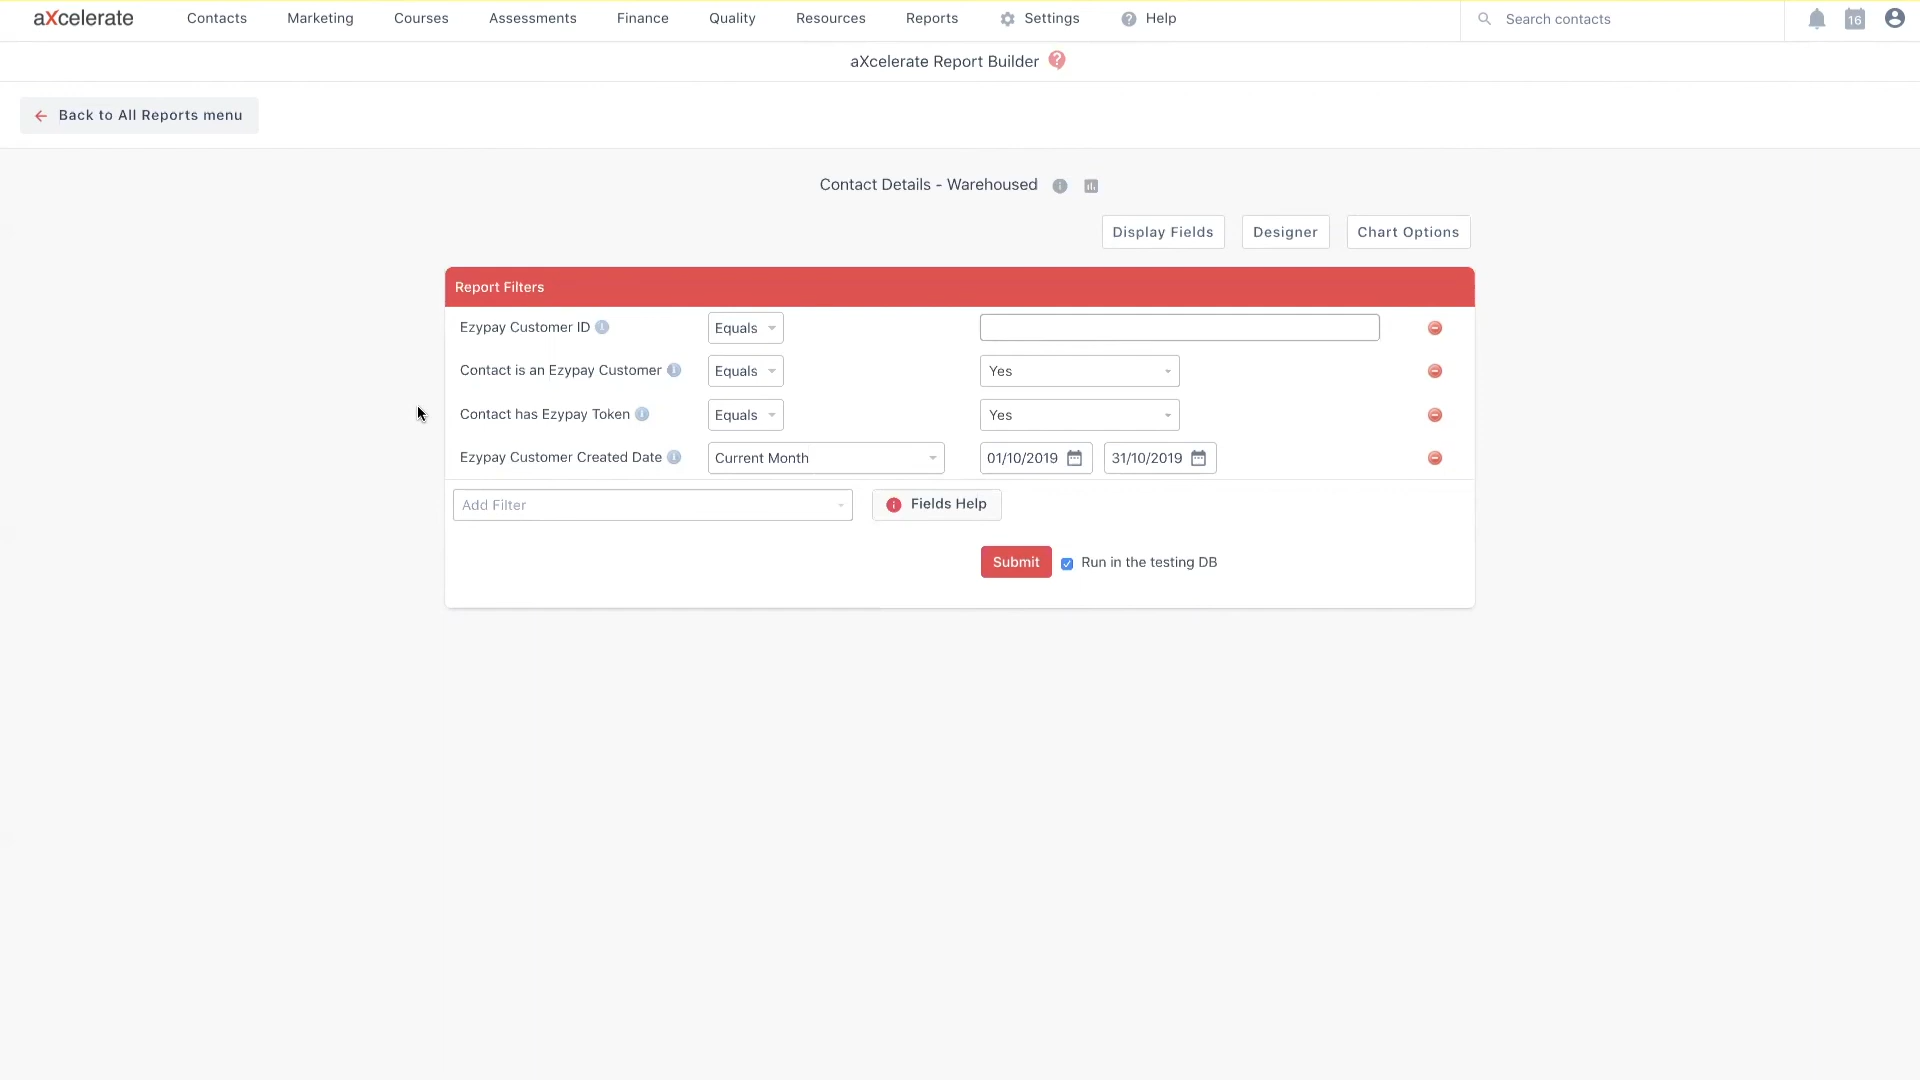 aXcelerate Contacts Marketing Courses Assessments Finance Quality Resources Reports Settings Help Search contacts 16
aXcelerate Report Builder
Back to All Reports menu
Contact Details - Warehoused
Display Fields Designer Chart Options
Report Filters
Ezypay Customer ID Equals
Contact is an Ezypay Customer Equals Yes
Contact has Ezypay Token Equals Yes
Ezypay Customer Created Date Current Month 01/10/2019 31/10/2019
Add Filter Fields Help
Submit Run in the testing DB